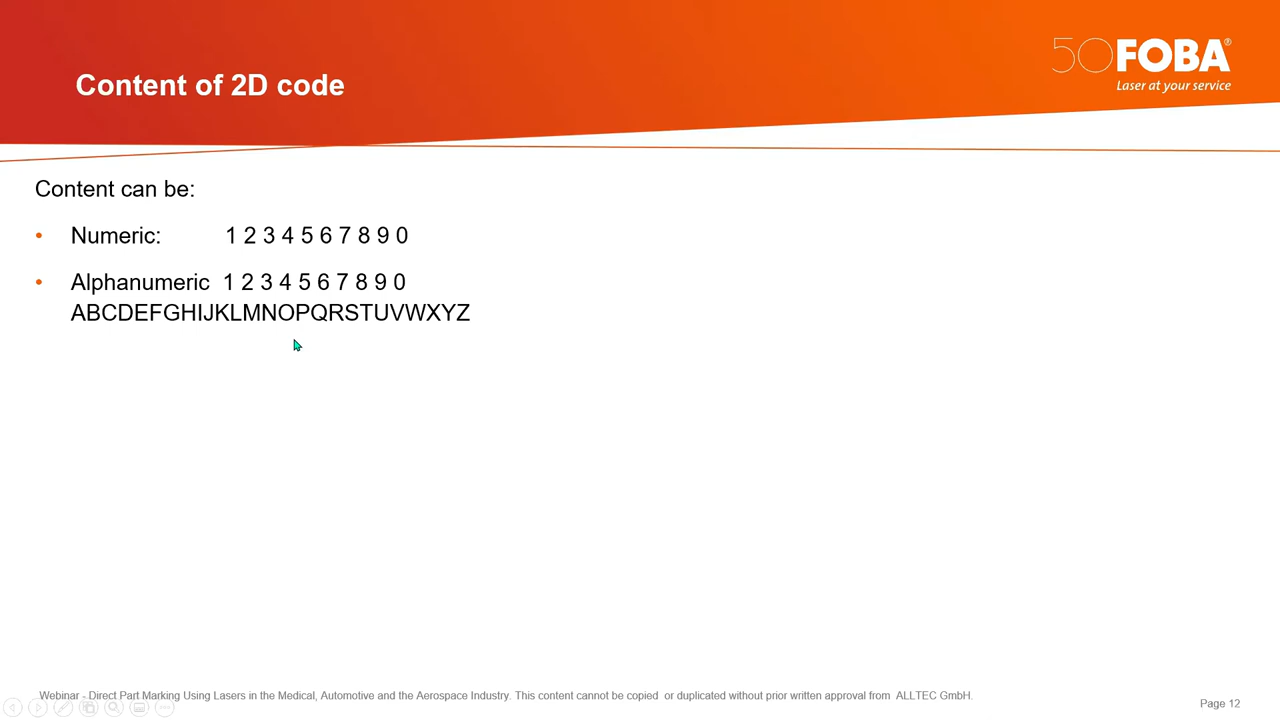 Content of 2D code
50 FOBA®
Laser at your service
Content can be:
• Numeric: 1 2 3 4 5 6 7 8 9 0
• Alphanumeric 1 2 3 4 5 6 7 8 9 0
ABCDEFGHIJKLMNOPQRSTUVWXYZ
Webinar - Direct Part Marking Using Lasers in the Medical, Automotive and the Aerospace Industry. This content cannot be copied or duplicated without prior written approval from ALLTEC GmbH.
Page 12